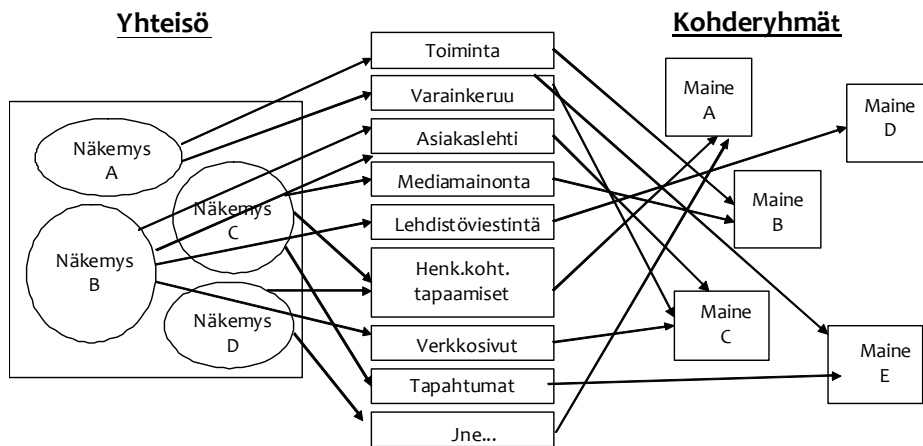 Yhteisö
Kohderyhmät
Toiminta
Varainkeruu
Asiakaslehti
Mediamainonta
Lehdistöviestintä
Henk.koht.
tapaamiset
Verkkosivut
Tapahtumat
Jne...
Näkemys
A
Näkemys
C
Näkemys
B
Näkemys
D
Maine
A
Maine
D
Maine
B
Maine
C
Maine
E